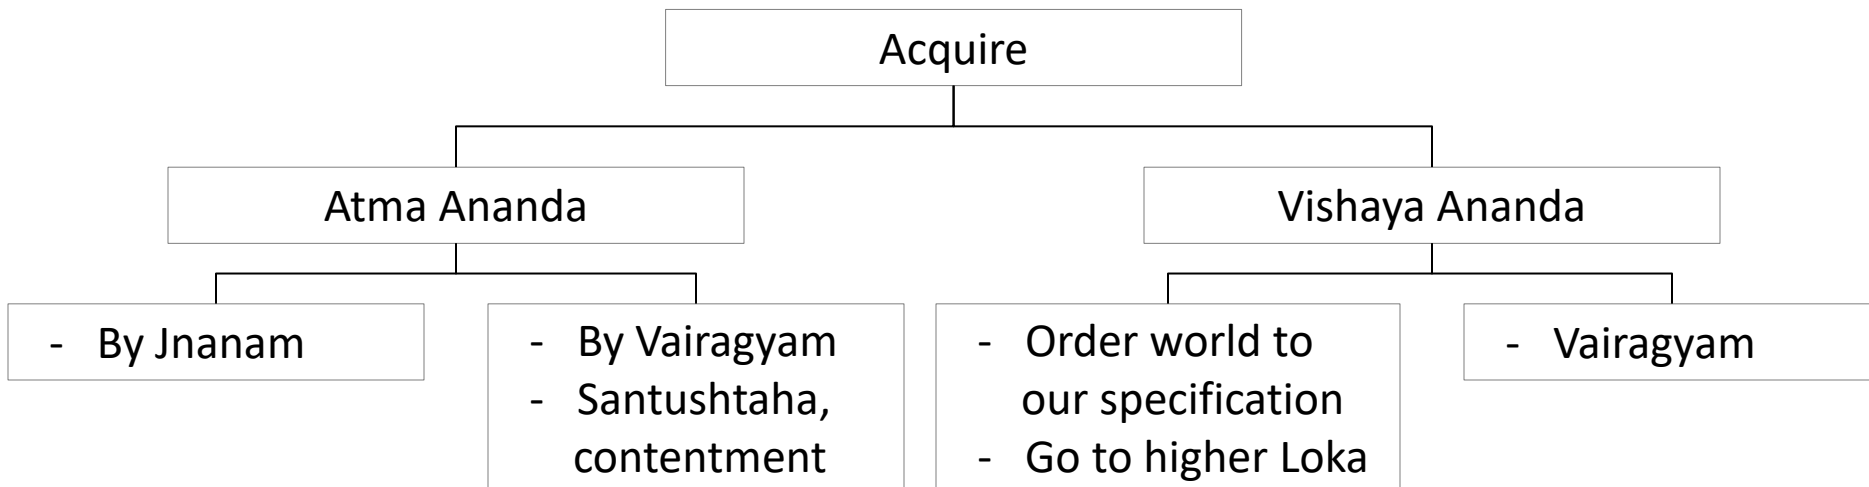 Acquire
Atma Ananda
Vishaya Ananda
- By Jnanam
- By Vairagyam
- Santushtaha,
contentment
- Order world to
our specification
- Go to higher Loka
- Vairagyam